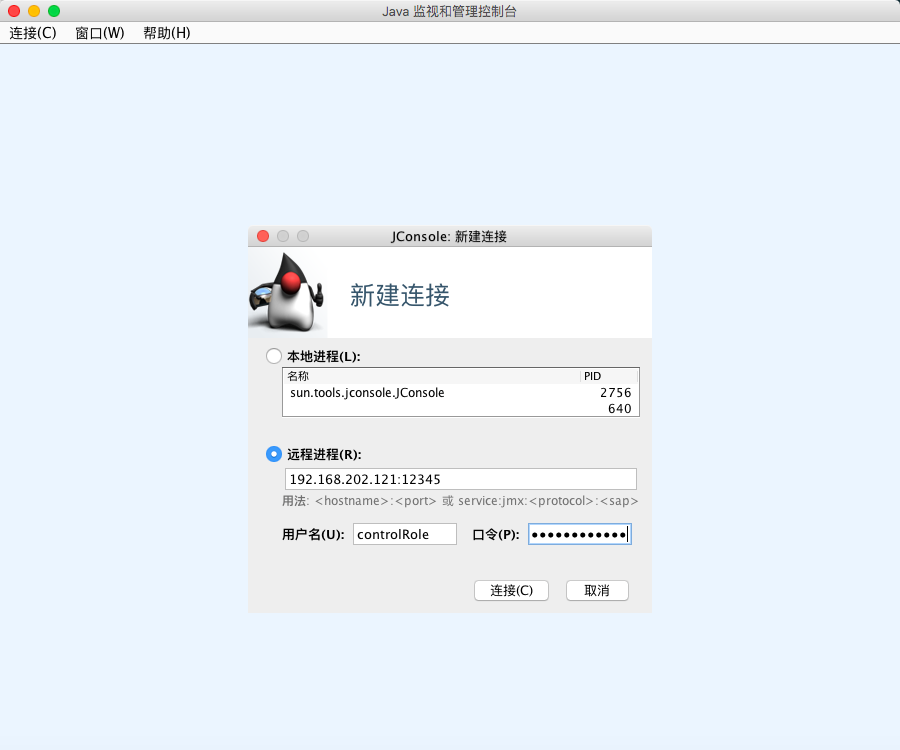 Java 监视和管理控制台
连接(C) 窗口(W) 帮助(H)
JConsole: 新建连接
新建连接
本地进程(L):
名称 PID
sun.tools.jconsole.JConsole 2756
640
远程进程(R):
192.168.202.121:12345
用法: <hostname>:<port> 或 service:jmx:<protocol>:<sap>
用户名(U): controlRole 口令(P): ●●●●●●●●●●●●
连接(C) 取消